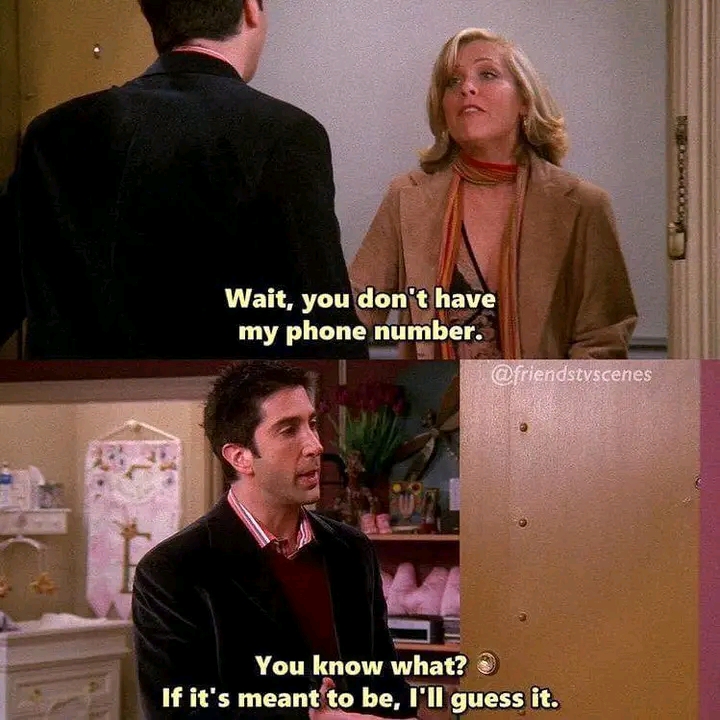 Wait, you don't have
my phone number.
@friendstvscenes
You know what?
If it's meant to be, I'll guess it.